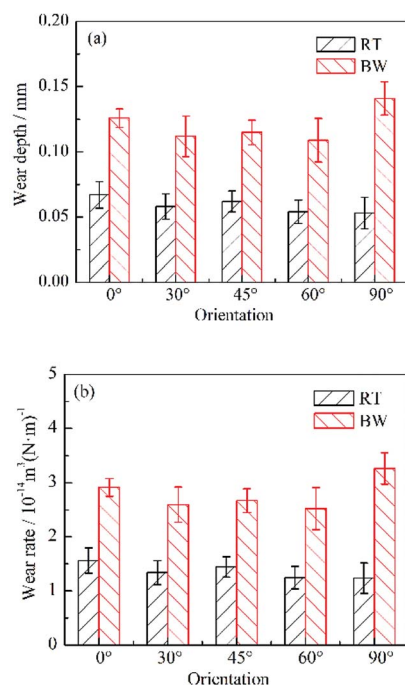 (a)
RT
BW
Wear depth / mm
0.20
0.15
0.10
0.05
0.00
0° 30° 45° 60° 90°
Orientation
(b)
RT
BW
Wear rate / 10⁻¹⁴ m³(N·m)⁻¹
5
4
3
2
1
0
0° 30° 45° 60° 90°
Orientation